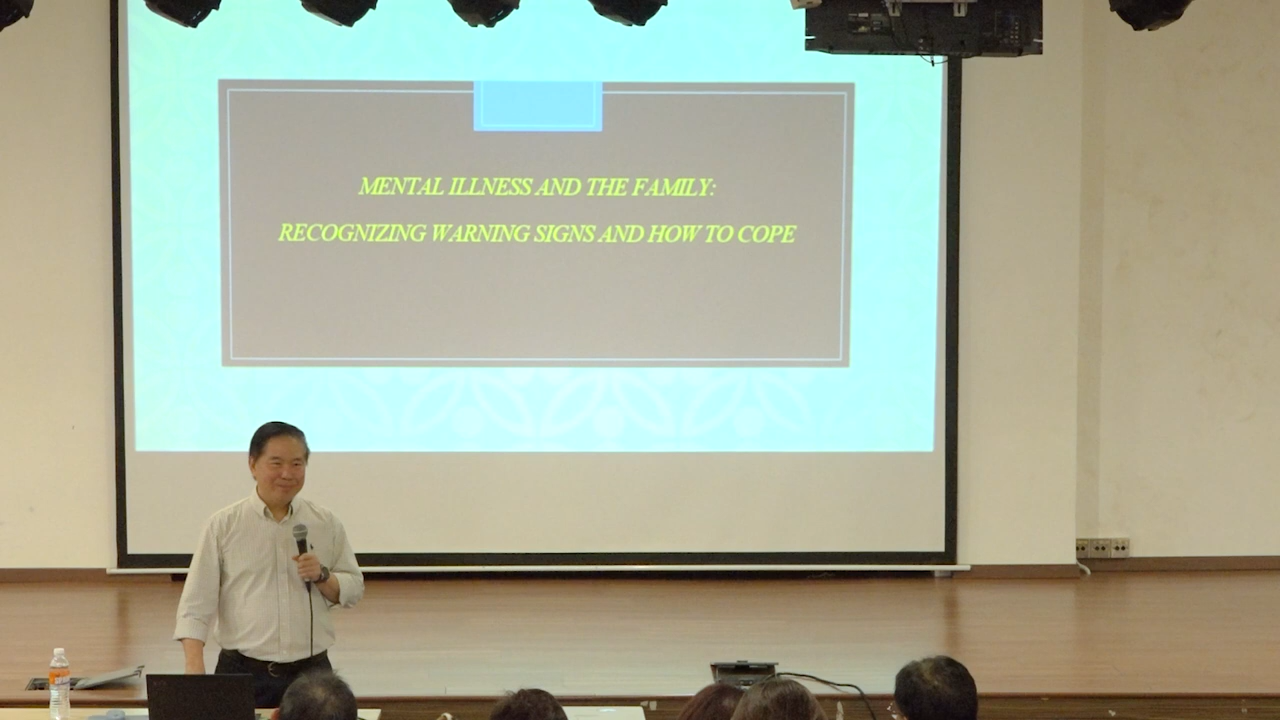 MENTAL ILLNESS AND THE FAMILY:
RECOGNIZING WARNING SIGNS AND HOW TO COPE